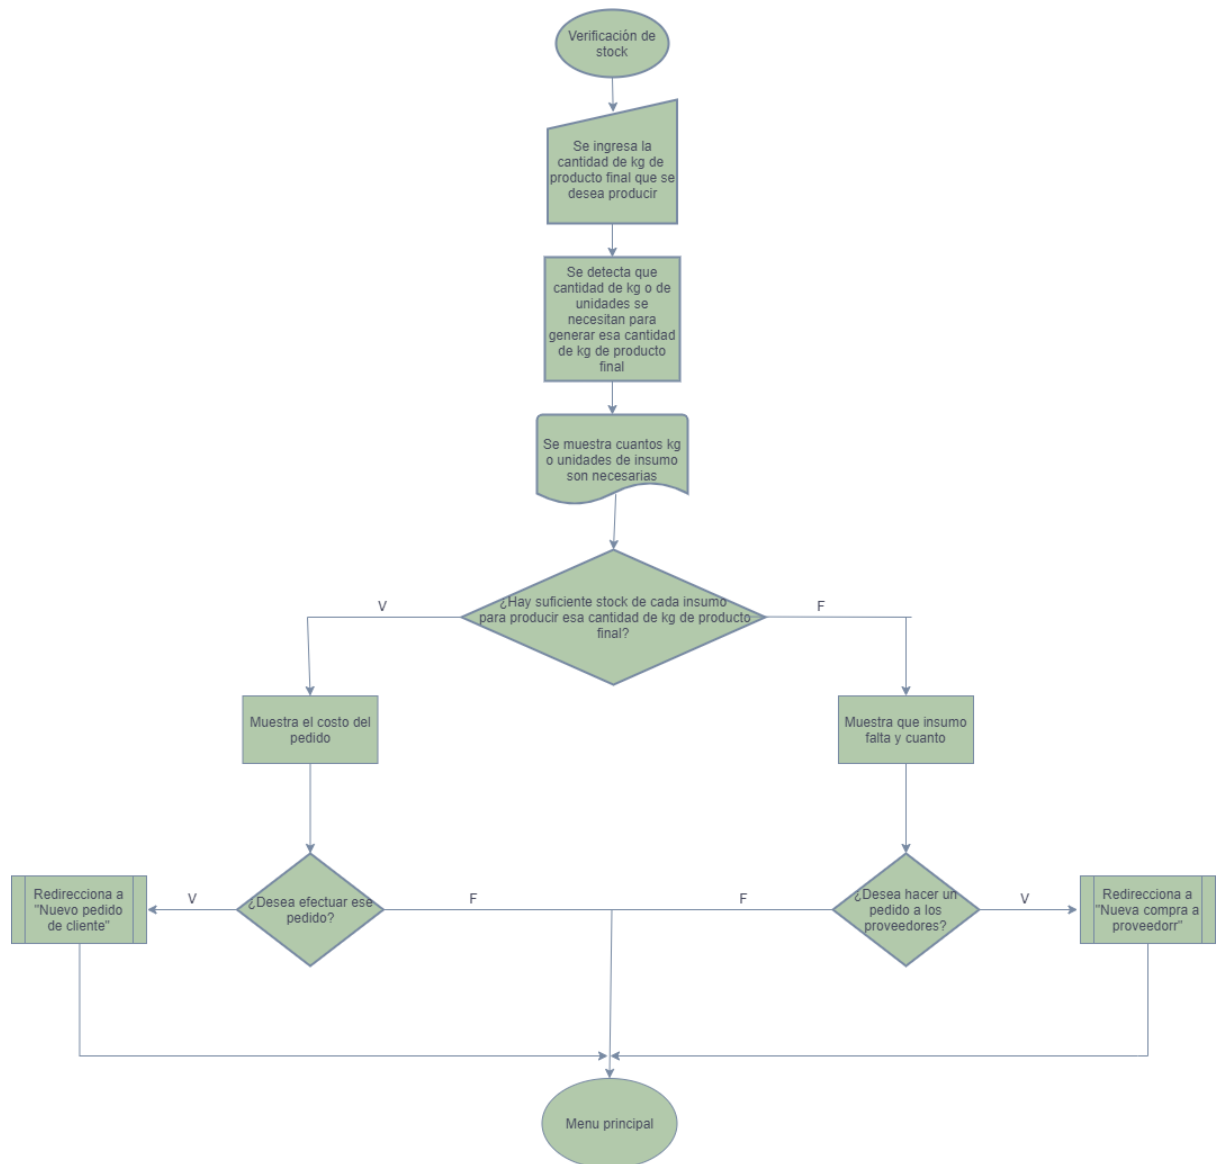 Verificación de
stock
Se ingresa la
cantidad de kg de
producto final que se
desea producir
Se detecta que
cantidad de kg o de
unidades se
necesitan para
generar esa cantidad
de kg de producto
final
Se muestra cuantos kg
o unidades de insumo
son necesarias
¿Hay suficiente stock de cada insumo
para producir esa cantidad de kg de producto
final?
V
F
Muestra el costo del
pedido
Muestra que insumo
falta y cuanto
¿Desea efectuar ese
pedido?
V
F
Redirecciona a
"Nuevo pedido
de cliente"
¿Desea hacer un
pedido a los
proveedores?
F
V
Redirecciona a
"Nueva compra a
proveedorr"
Menu principal